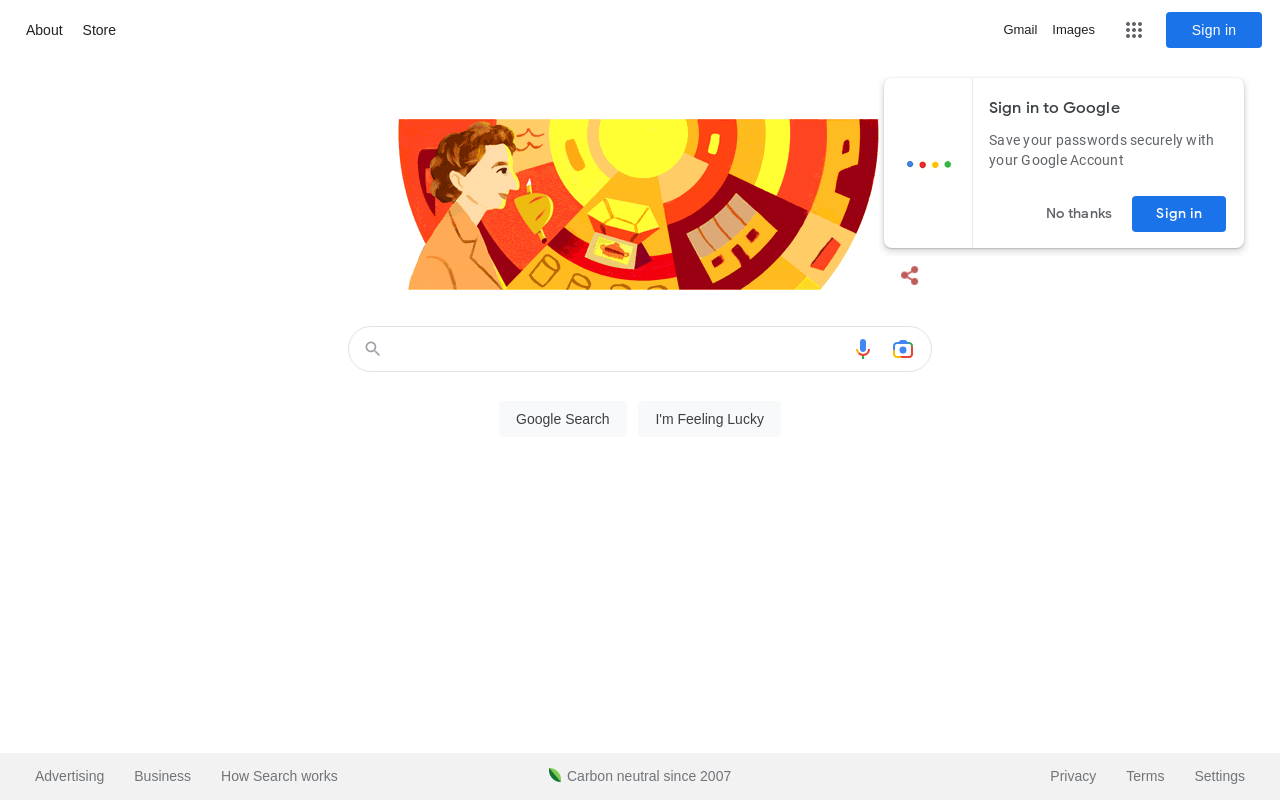 About Store
Gmail Images
Sign in
Sign in to Google
Save your passwords securely with
your Google Account
No thanks
Sign in
Google Search
I'm Feeling Lucky
Advertising Business How Search works
Carbon neutral since 2007
Privacy Terms Settings